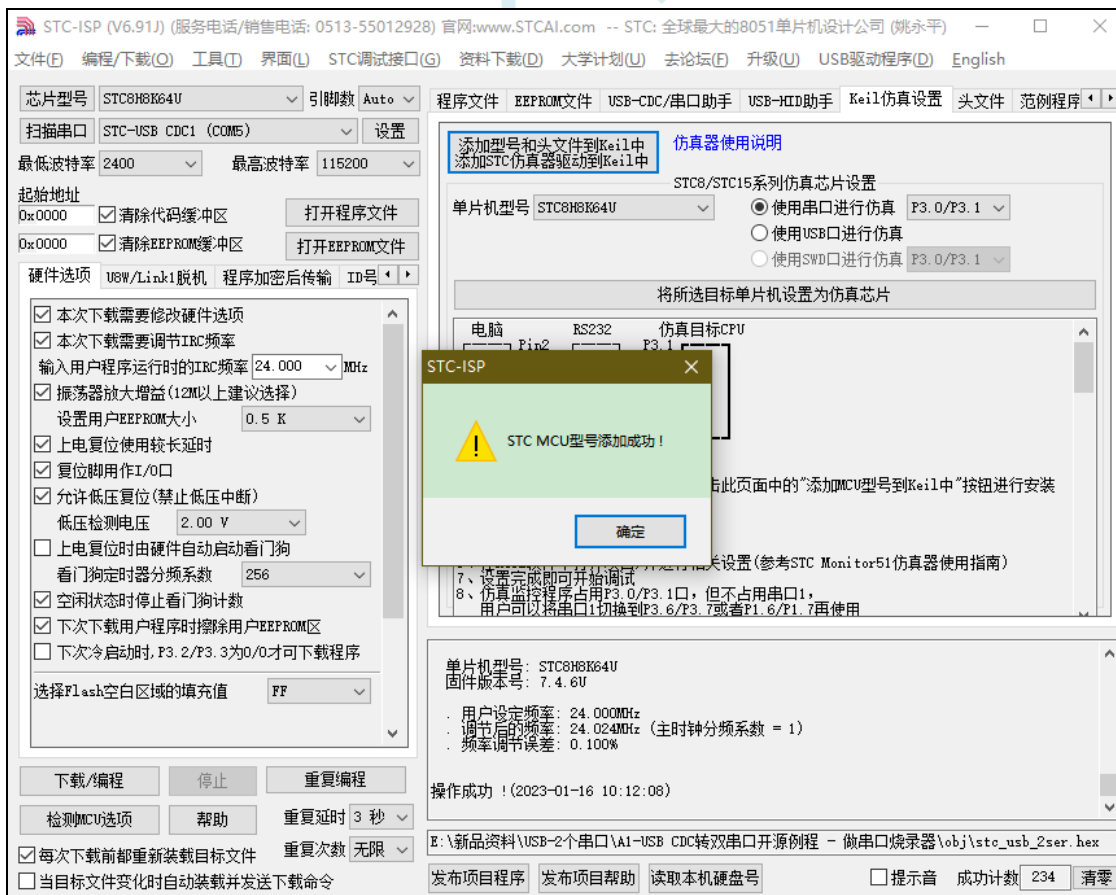 STC-ISP (V6.91J) (服务电话/销售电话: 0513-55012928) 官网:www.STCAI.com -- STC: 全球最大的8051单片机设计公司 (姚永平)
文件(F) 编程/下载(O) 工具(T) 界面(L) STC调试接口(G) 资料下载(D) 大学计划(U) 去论坛(F) 升级(U) USB驱动程序(D) English
芯片型号 STC8H8K64U 引脚数 Auto
扫描串口 STC-USB CDC1 (COM5) 设置
最低波特率 2400 最高波特率 115200
起始地址
0x0000 清除代码缓冲区 打开程序文件
0x0000 清除EEPROM缓冲区 打开EEPROM文件
硬件选项 U8W/Link1脱机 程序加密后传输 ID号
本次下载需要修改硬件选项
本次下载需要调节IRC频率
输入用户程序运行时的IRC频率 24.000 MHz
振荡器放大增益(12M以上建议选择)
设置用户EEPROM大小 0.5 K
上电复位使用较长延时
复位脚用作I/O口
允许低压复位(禁止低压中断)
低压检测电压 2.00 V
上电复位时由硬件自动启动看门狗
看门狗定时器分频系数 256
空闲状态时停止看门狗计数
下次下载用户程序时擦除用户EEPROM区
下次冷启动时,P3.2/P3.3为0/0才可下载程序
选择Flash空白区域的填充值 FF
下载/编程 停止 重复编程
检测MCU选项 帮助 重复延时 3 秒
每次下载前都重新装载目标文件 重复次数 无限
当目标文件变化时自动装载并发送下载命令
程序文件 EEPROM文件 USB-CDC/串口助手 USB-HID助手 Keil仿真设置 头文件 范例程序
添加型号和头文件到Keil中
添加STC仿真器驱动到Keil中
仿真器使用说明
STC8/STC15系列仿真芯片设置
单片机型号 STC8H8K64U 使用串口进行仿真 P3.0/P3.1
使用USB口进行仿真
使用SWD口进行仿真 P3.0/P3.1
将所选目标单片机设置为仿真芯片
电脑 RS232 仿真目标CPU
Pin2 P3.1
STC-ISP
STC MCU型号添加成功！
确定
击此页面中的"添加MCU型号到Keil中"按钮进行安装
关设置(参考STC Monitor51仿真器使用指南)
7、设置完成即可开始调试
8、仿真监控程序占用P3.0/P3.1口，但不占用串口1，
用户可以将串口1切换到P3.6/P3.7或者P1.6/P1.7再使用
单片机型号: STC8H8K64U
固件版本号: 7.4.6U
. 用户设定频率: 24.000MHz
. 调节后的频率: 24.024MHz (主时钟分频系数 = 1)
. 频率调节误差: 0.100%
操作成功 !(2023-01-16 10:12:08)
E:\新品资料\USB-2个串口\A1-USB CDC转双串口开源例程 - 做串口烧录器\obj\stc_usb_2ser.hex
发布项目程序 发布项目帮助 读取本机硬盘号 提示音 成功计数 234 清零